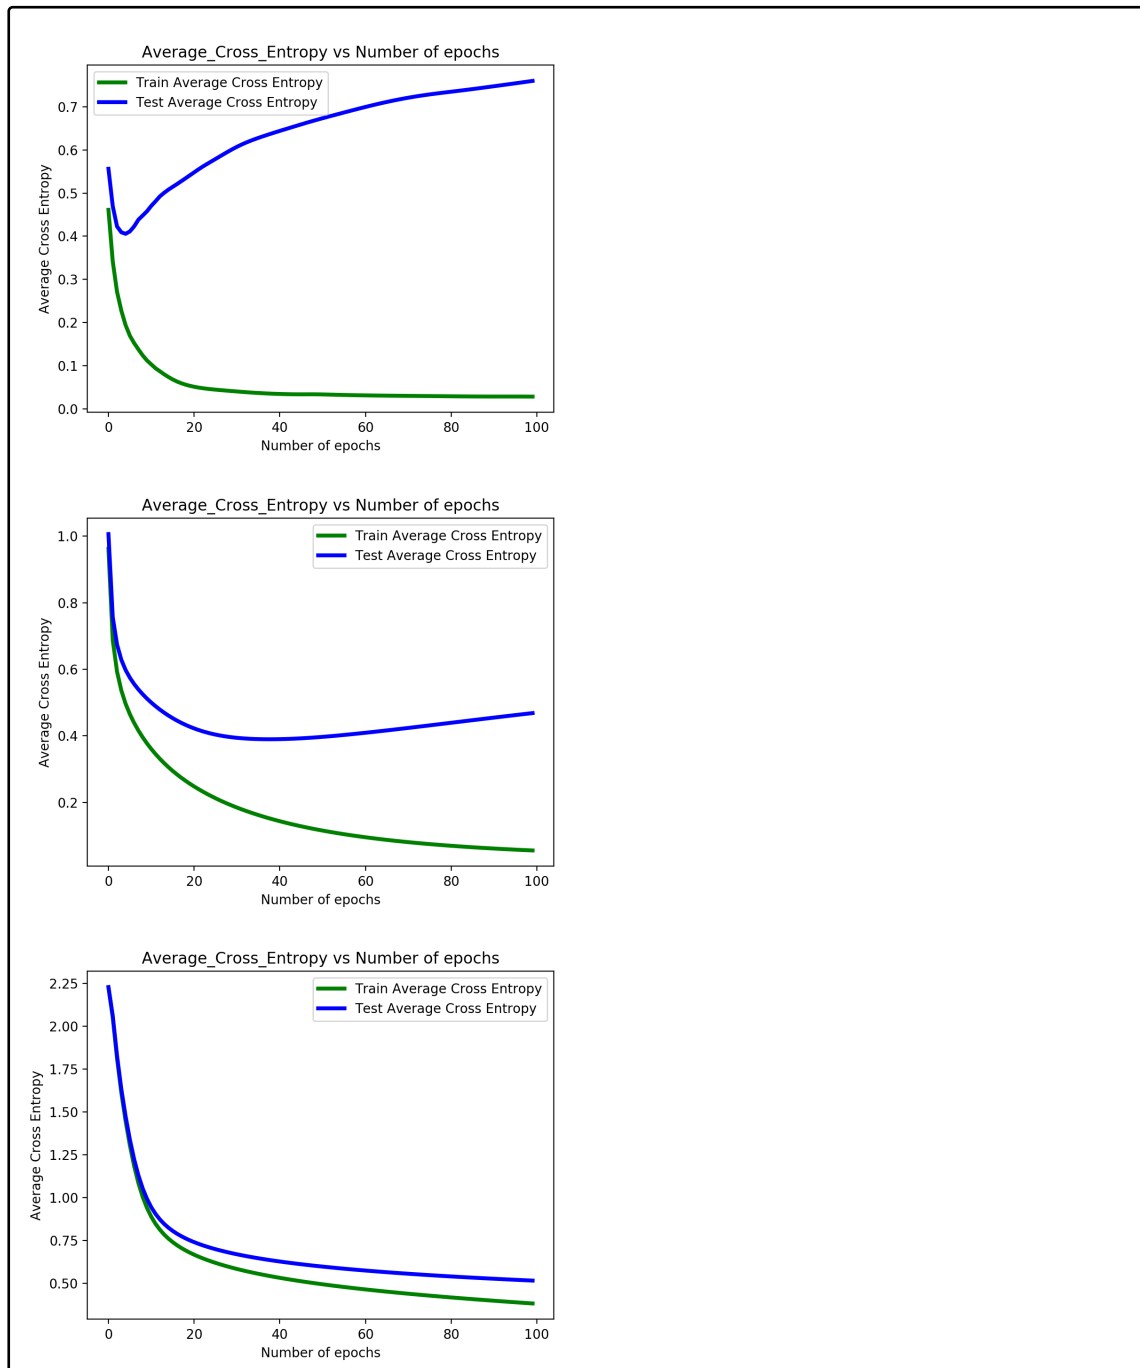 Average_Cross_Entropy vs Number of epochs
Train Average Cross Entropy
Test Average Cross Entropy
Average Cross Entropy
0.7
0.6
0.5
0.4
0.3
0.2
0.1
0.0
0 20 40 60 80 100
Number of epochs
Average_Cross_Entropy vs Number of epochs
Train Average Cross Entropy
Test Average Cross Entropy
Average Cross Entropy
1.0
0.8
0.6
0.4
0.2
0 20 40 60 80 100
Number of epochs
Average_Cross_Entropy vs Number of epochs
Train Average Cross Entropy
Test Average Cross Entropy
Average Cross Entropy
2.25
2.00
1.75
1.50
1.25
1.00
0.75
0.50
0 20 40 60 80 100
Number of epochs